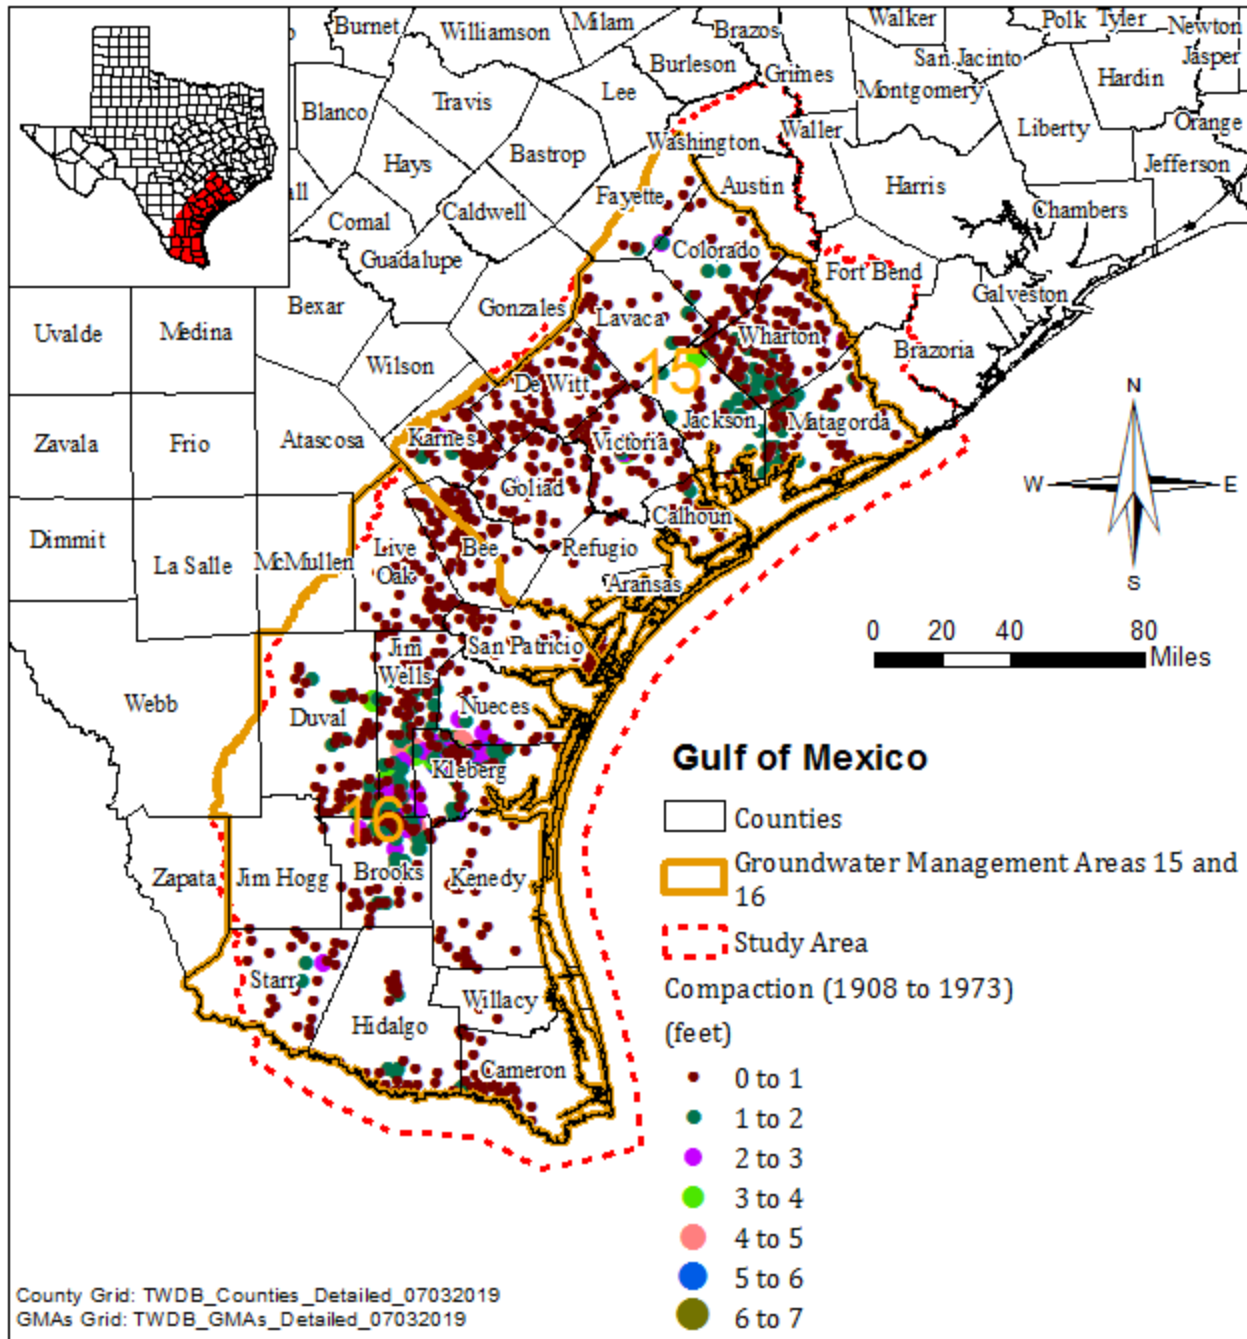 Burnet
Williamson
Milam
Brazos
Walker
Polk
Tyler
Newton
Burleson
San Jacinto
Jasper
Grimes
Hardin
Blanco
Travis
Lee
Montgomery
Liberty
Orange
Washington
Waller
Hays
Bastrop
Jefferson
Austin
Harris
Fayette
Comal
Caldwell
Chambers
Colorado
Guadalupe
Fort Bend
Galveston
Bexar
Gonzales
Lavaca
Uvalde
Medina
Wharton
Brazoria
Wilson
15
De Witt
Jackson
Matagorda
Zavala
Frio
Atascosa
Karnes
Victoria
Goliad
Calhoun
Dimmit
La Salle
McMullen
Live
Oak
Bee
Refugio
Aransas
San Patricio
Jim
Wells
Webb
Duval
Nueces
Kleberg
16
Zapata
Jim Hogg
Brooks
Kenedy
Starr
Willacy
Hidalgo
Cameron
N
W
E
S
0 20 40 80
Miles
Gulf of Mexico
Counties
Groundwater Management Areas 15 and
16
Study Area
Compaction (1908 to 1973)
(feet)
0 to 1
1 to 2
2 to 3
3 to 4
4 to 5
5 to 6
6 to 7
County Grid: TWDB_Counties_Detailed_07032019
GMAs Grid: TWDB_GMAs_Detailed_07032019